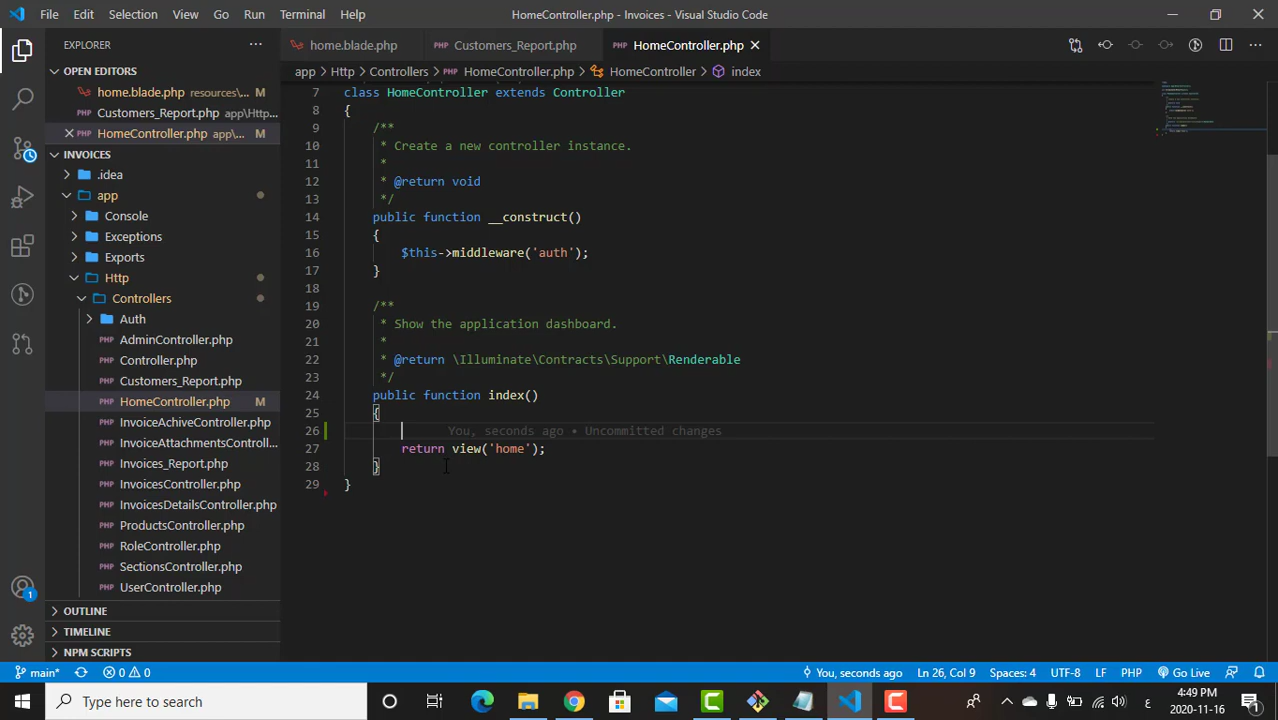 File Edit Selection View Go Run Terminal Help
HomeController.php - Invoices - Visual Studio Code
EXPLORER
OPEN EDITORS
home.blade.php resources\...
Customers_Report.php app\Http...
HomeController.php app\... M
INVOICES
.idea
app
Console
Exceptions
Exports
Http
Controllers
Auth
AdminController.php
Controller.php
Customers_Report.php
HomeController.php M
InvoiceAchiveController.php
InvoiceAttachmentsControll...
Invoices_Report.php
InvoicesController.php
InvoicesDetailsController.php
ProductsController.php
RoleController.php
SectionsController.php
UserController.php
OUTLINE
TIMELINE
NPM SCRIPTS
home.blade.php Customers_Report.php HomeController.php
app Http Controllers HomeController.php HomeController index
7 class HomeController extends Controller
8 {
9 /**
10 * Create a new controller instance.
11 *
12 * @return void
13 */
14 public function __construct()
15 {
16 $this->middleware('auth');
17 }
18
19 /**
20 * Show the application dashboard.
21 *
22 * @return \Illuminate\Contracts\Support\Renderable
23 */
24 public function index()
25 {
26 You, seconds ago • Uncommitted changes
27 return view('home');
28 }
29 }
1
main* 0 0 You, seconds ago Ln 26, Col 9 Spaces: 4 UTF-8 LF PHP Go Live
Type here to search
ع
4:49 PM
2020-11-16
1